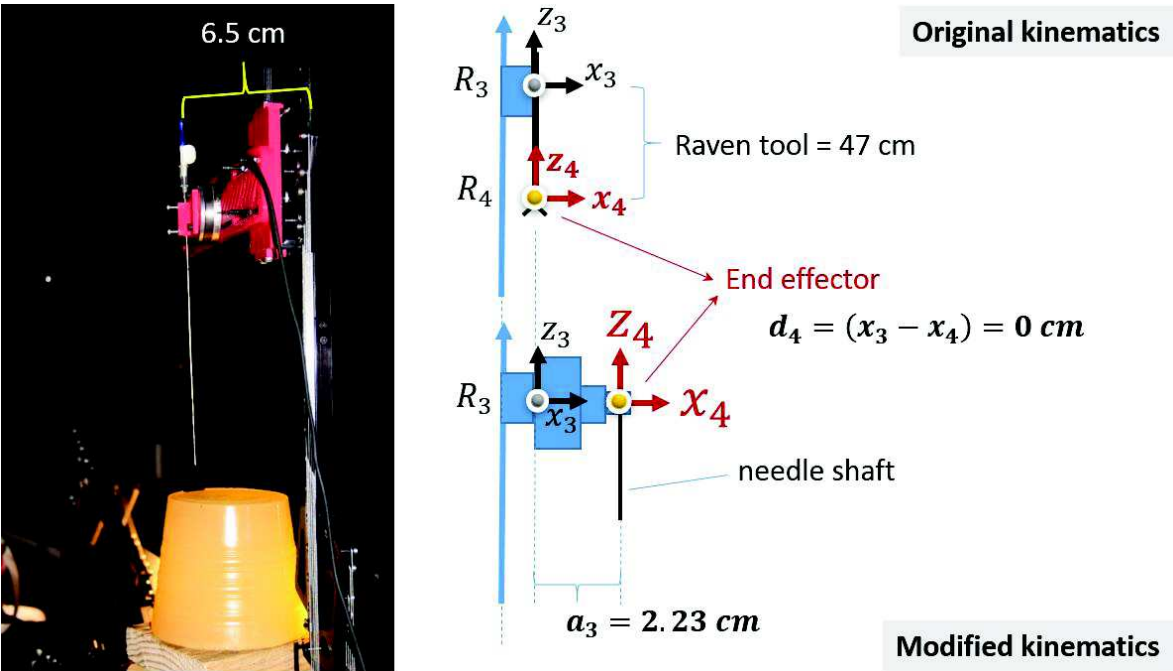 6.5 cm
Original kinematics
z₃
R₃
x₃
Raven tool = 47 cm
z₄
R₄
x₄
End effector
d₄ = (x₃ − x₄) = 0 cm
z₃
Z₄
R₃
x₃
x₄
needle shaft
a₃ = 2.23 cm
Modified kinematics